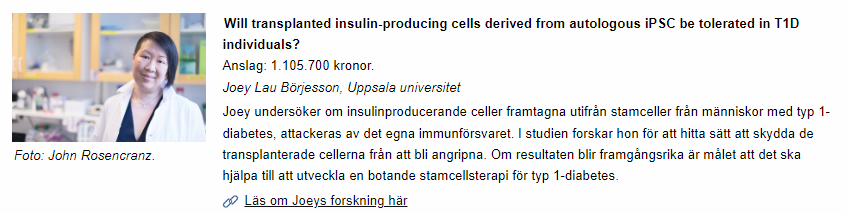 Will transplanted insulin-producing cells derived from autologous iPSC be tolerated in T1D
individuals?
Anslag: 1.105.700 kronor.
Joey Lau Börjesson, Uppsala universitet
Joey undersöker om insulinproducerande celler framtagna utifrån stamceller från människor med typ 1-
diabetes, attackeras av det egna immunförsvaret. I studien forskar hon för att hitta sätt att skydda de
transplanterade cellerna från att bli angripna. Om resultaten blir framgångsrika är målet att det ska
hjälpa till att utveckla en botande stamcellsterapi för typ 1-diabetes.
Läs om Joeys forskning här
Foto: John Rosencranz.